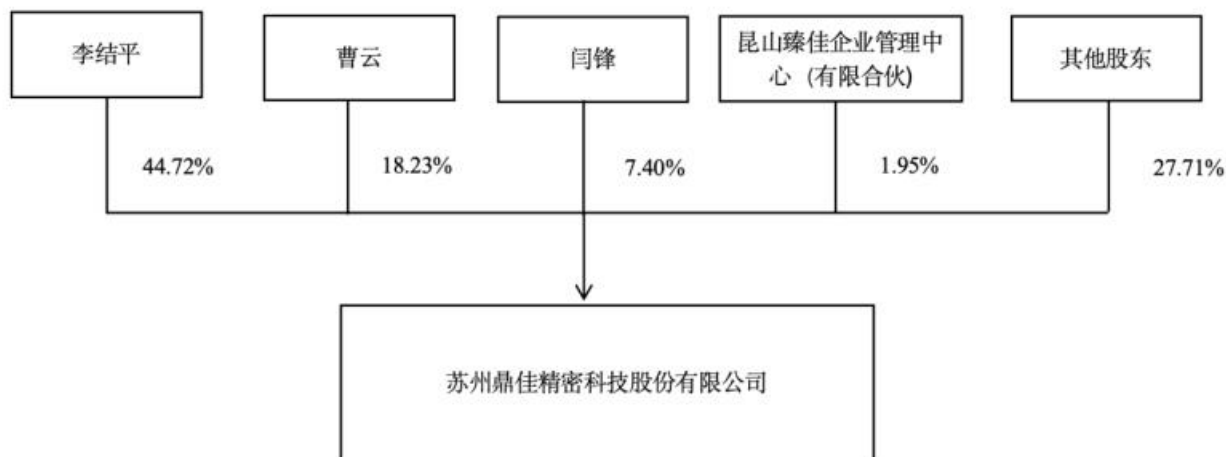 李结平
曹云
闫锋
昆山臻佳企业管理中
心（有限合伙）
其他股东
44.72%
18.23%
7.40%
1.95%
27.71%
苏州鼎佳精密科技股份有限公司